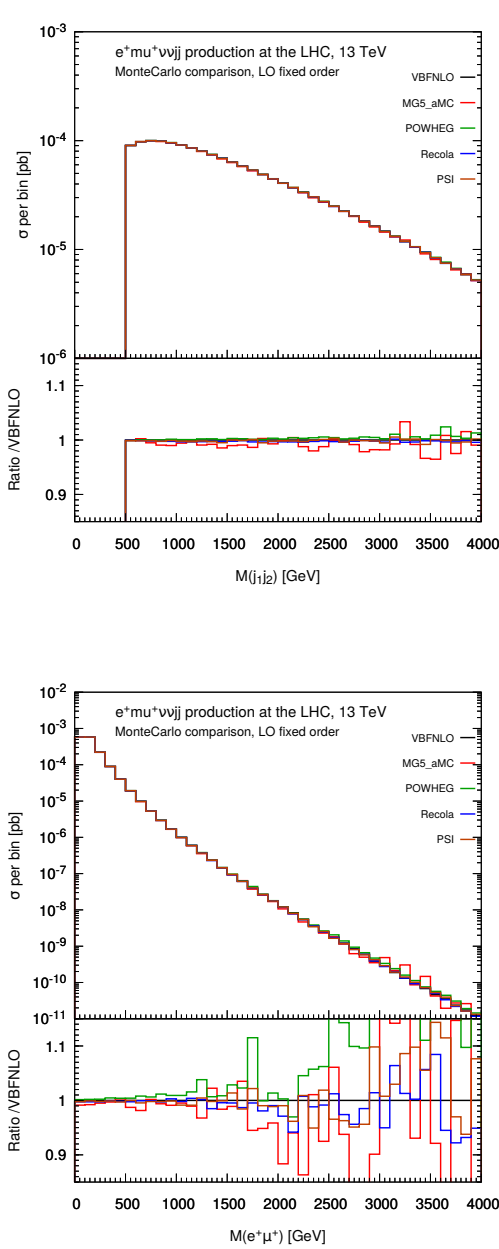 10⁻³
e⁺mu⁺ννjj production at the LHC, 13 TeV
MonteCarlo comparison, LO fixed order
VBFNLO
MG5_aMC
POWHEG
Recola
PSI
10⁻⁴
10⁻⁵
10⁻⁶
σ per bin [pb]
1.1
1
0.9
Ratio /VBFNLO
0 500 1000 1500 2000 2500 3000 3500 4000
M(j₁j₂) [GeV]
10⁻²
e⁺mu⁺ννjj production at the LHC, 13 TeV
MonteCarlo comparison, LO fixed order
VBFNLO
MG5_aMC
POWHEG
Recola
PSI
10⁻³
10⁻⁴
10⁻⁵
10⁻⁶
10⁻⁷
10⁻⁸
10⁻⁹
10⁻¹⁰
10⁻¹¹
σ per bin [pb]
1.1
1
0.9
Ratio /VBFNLO
0 500 1000 1500 2000 2500 3000 3500 4000
M(e⁺μ⁺) [GeV]